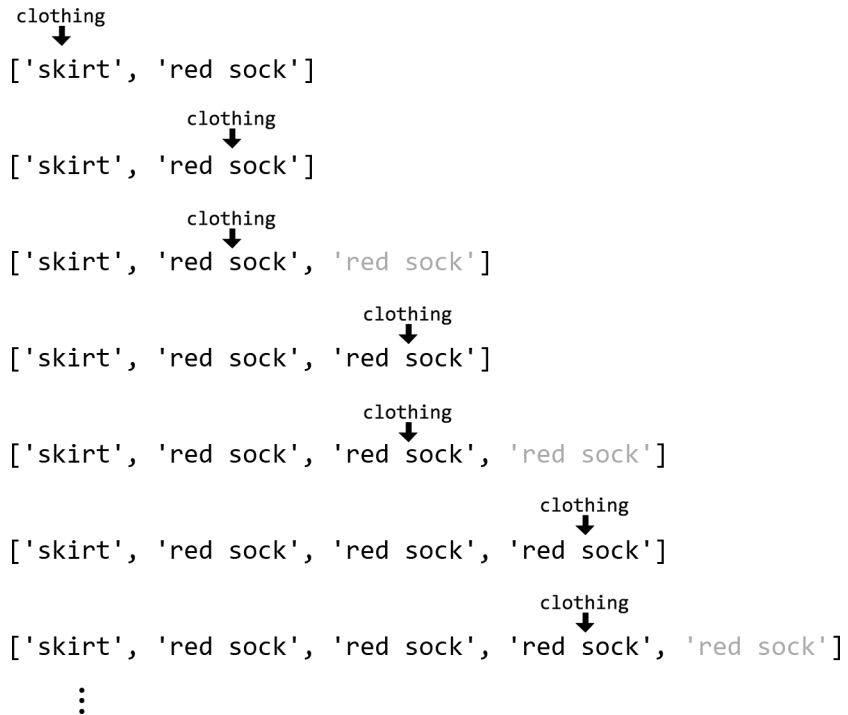 clothing
['skirt', 'red sock']
clothing
['skirt', 'red sock']
clothing
['skirt', 'red sock', 'red sock']
clothing
['skirt', 'red sock', 'red sock']
clothing
['skirt', 'red sock', 'red sock', 'red sock']
clothing
['skirt', 'red sock', 'red sock', 'red sock']
clothing
['skirt', 'red sock', 'red sock', 'red sock', 'red sock']
⋮